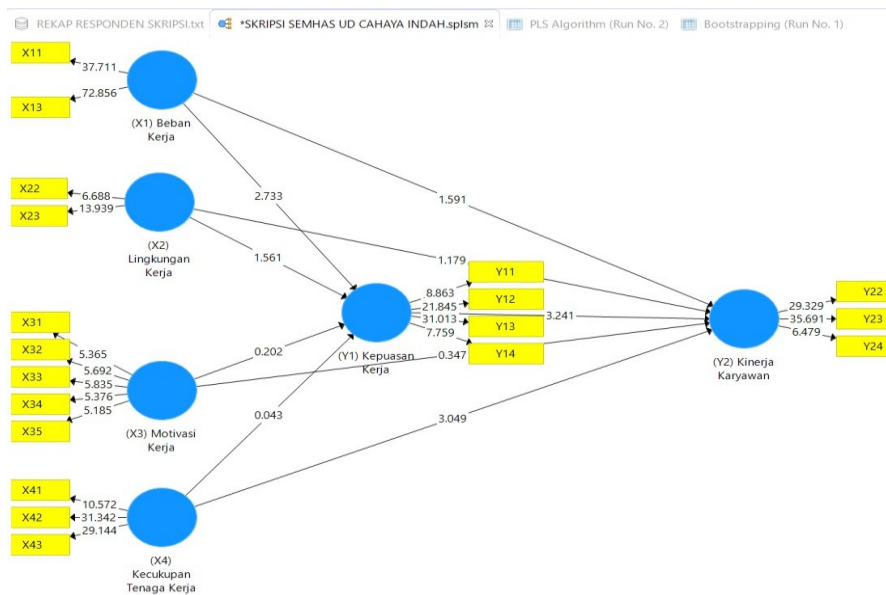 REKAP RESPONDEN SKRIPSI.txt
*SKRIPSI SEMHAS UD CAHAYA INDAH.splsm
PLS Algorithm (Run No. 2)
Bootstrapping (Run No. 1)
X11
37.711
X13
72.856
(X1) Beban
Kerja
2.733
1.591
X22
6.688
X23
13.939
(X2)
Lingkungan
Kerja
1.561
1.179
Y11
8.863
Y12
21.845
Y13
31.013
Y14
7.759
(Y1) Kepuasan
Kerja
3.241
Y22
29.329
Y23
35.691
Y24
6.479
(Y2) Kinerja
Karyawan
X31
5.365
X32
5.692
X33
5.835
X34
5.376
X35
5.185
(X3) Motivasi
Kerja
0.202
0.347
0.043
3.049
X41
10.572
X42
31.342
X43
29.144
(X4)
Kecukupan
Tenaga Kerja